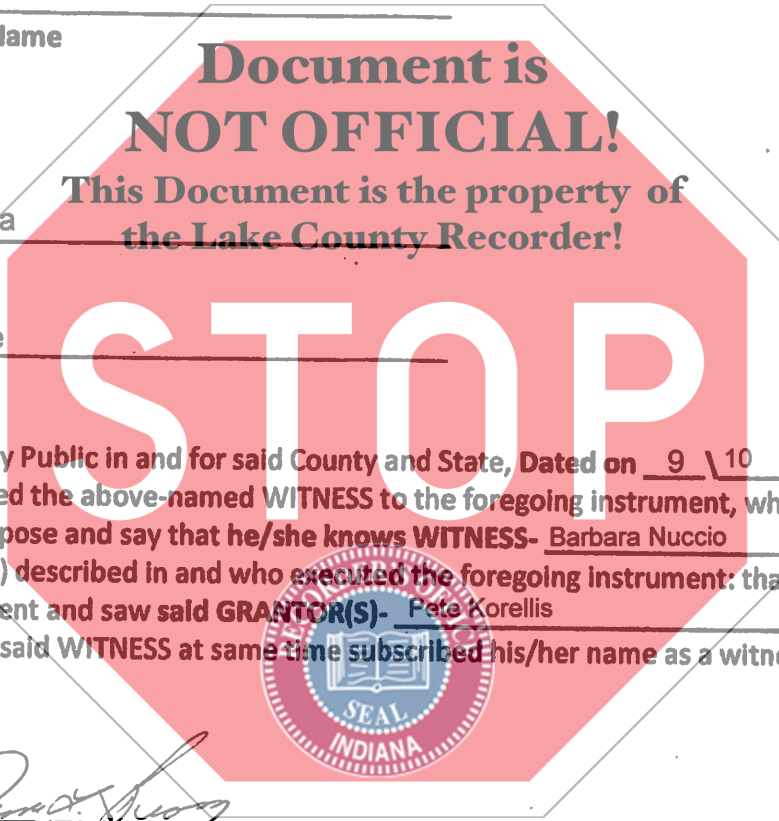 lame
Document is
NOT OFFICIAL!
This Document is the property of
a
the Lake County Recorder!
e
STOP
y Public in and for said County and State, Dated on 9 \ 10
ed the above-named WITNESS to the foregoing instrument, wh
pose and say that he/she knows WITNESS- Barbara Nuccio
) described in and who executed the foregoing instrument: tha
ent and saw said GRANTOR(S)- Pete Korellis
said WITNESS at same time subscribed his/her name as a witne
SEAL
INDIANA